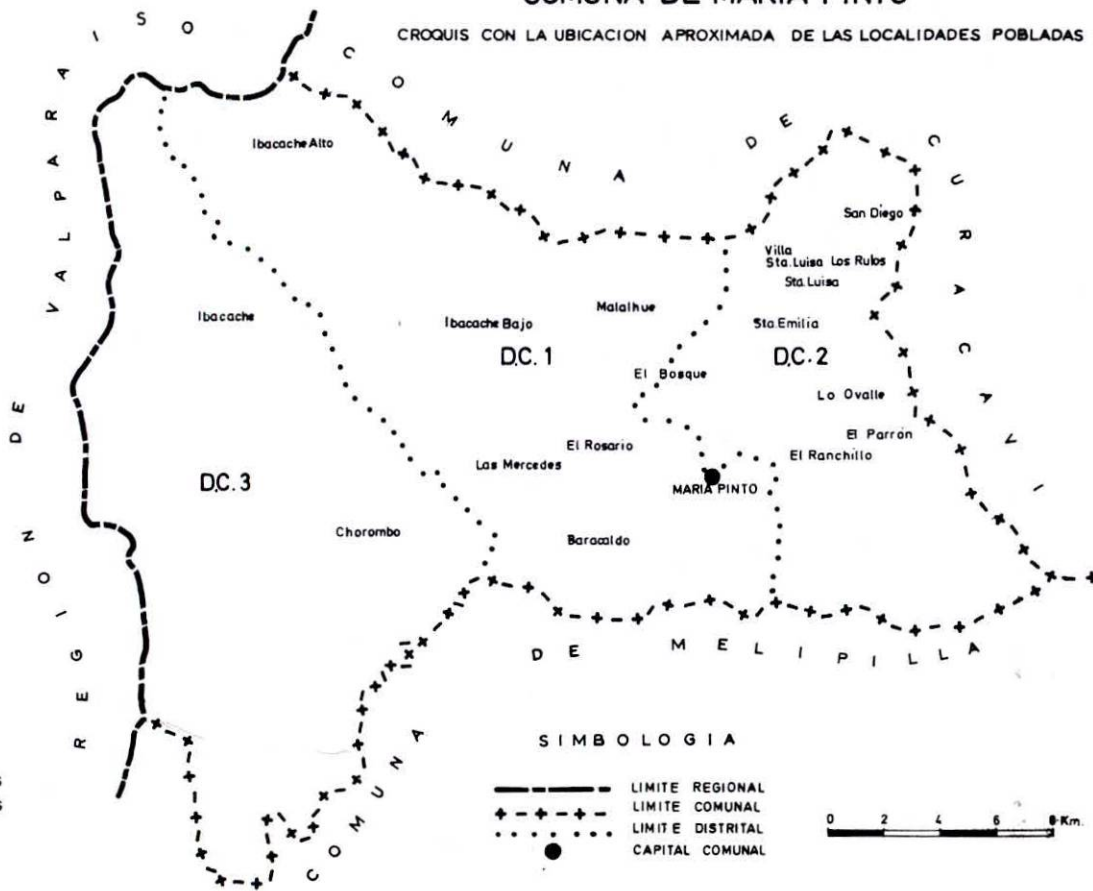 COMUNA DE MARIA PINTO
CROQUIS CON LA UBICACION APROXIMADA DE LAS LOCALIDADES POBLADAS
REGION DE VALPARAISO
COMUNA DE CURACAVI
Ibacache Alto
San Diego
Villa
Sta. Luisa
Los Rulos
Sta. Luisa
Malalhue
Ibacache
Ibacache Bajo
Sta. Emilia
D.C. 1
D.C. 2
El Bosque
Lo Ovalle
El Parrón
El Rosario
El Ranchillo
Las Mercedes
D.C. 3
MARIA PINTO
Chorombo
Baracaldo
COMUNA DE MELIPILLA
SIMBOLOGIA
LIMITE REGIONAL
LIMITE COMUNAL
LIMITE DISTRITAL
CAPITAL COMUNAL
0 2 4 6 8 Km.